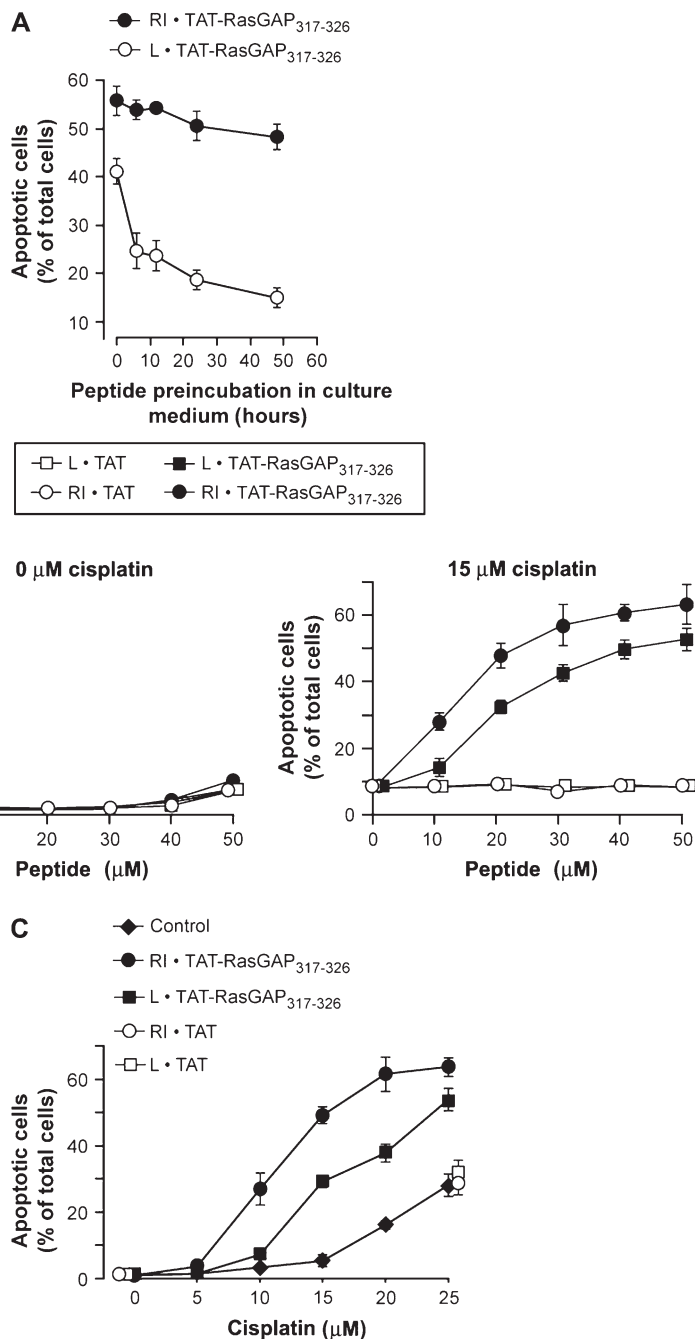 A
RI • TAT-RasGAP317-326
L • TAT-RasGAP317-326
Apoptotic cells
(% of total cells)
60
50
40
30
20
10
0 10 20 30 40 50 60
Peptide preincubation in culture
medium (hours)
L • TAT L • TAT-RasGAP317-326
RI • TAT RI • TAT-RasGAP317-326
0 μM cisplatin
20 30 40 50
Peptide (μM)
15 μM cisplatin
Apoptotic cells
(% of total cells)
60
40
20
0
0 10 20 30 40 50
Peptide (μM)
C
Control
RI • TAT-RasGAP317-326
L • TAT-RasGAP317-326
RI • TAT
L • TAT
Apoptotic cells
(% of total cells)
60
40
20
0
0 5 10 15 20 25
Cisplatin (μM)